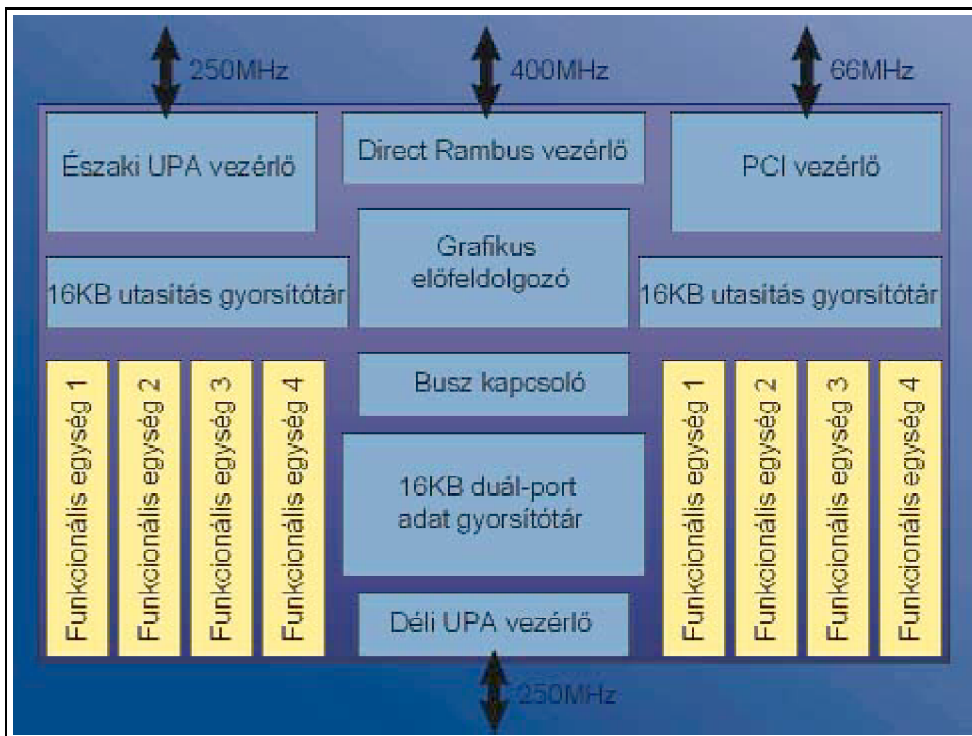 250MHz
400MHz
66MHz
Északi UPA vezérlő
Direct Rambus vezérlő
PCI vezérlő
Grafikus
előfeldolgozó
16KB utasítás gyorsítótár
16KB utasítás gyorsítótár
Busz kapcsoló
Funkcionális egység 1
Funkcionális egység 2
Funkcionális egység 3
Funkcionális egység 4
16KB duál-port
adat gyorsítótár
Funkcionális egység 1
Funkcionális egység 2
Funkcionális egység 3
Funkcionális egység 4
Déli UPA vezérlő
250MHz